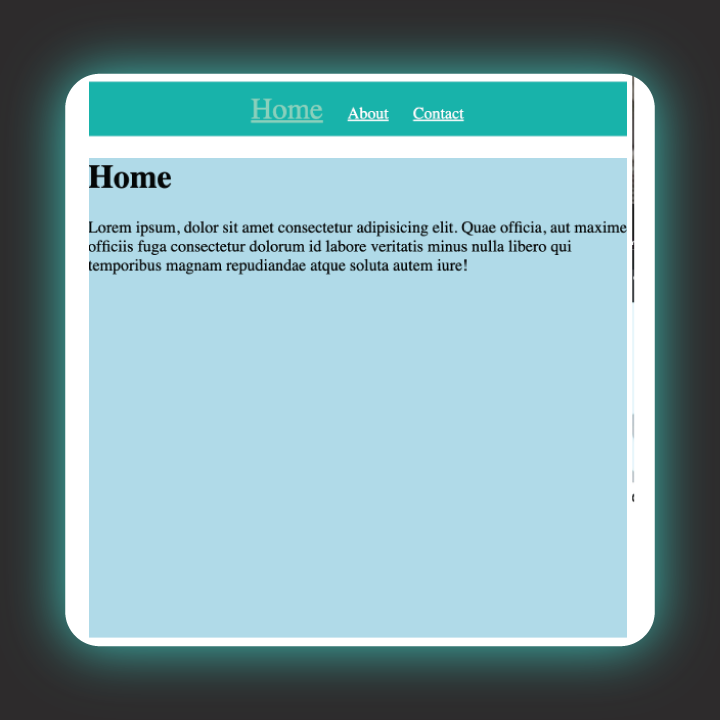 Home About Contact
Home
Lorem ipsum, dolor sit amet consectetur adipisicing elit. Quae officia, aut maxime
officiis fuga consectetur dolorum id labore veritatis minus nulla libero qui
temporibus magnam repudiandae atque soluta autem iure!